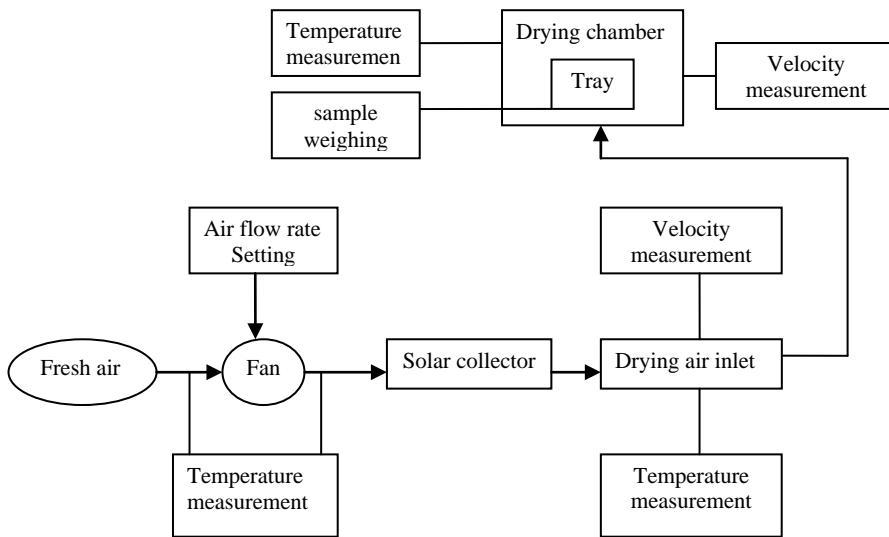 Temperature
measuremen
Drying chamber
Tray
Velocity
measurement
sample
weighing
Air flow rate
Setting
Velocity
measurement
Fresh air
Fan
Solar collector
Drying air inlet
Temperature
measurement
Temperature
measurement